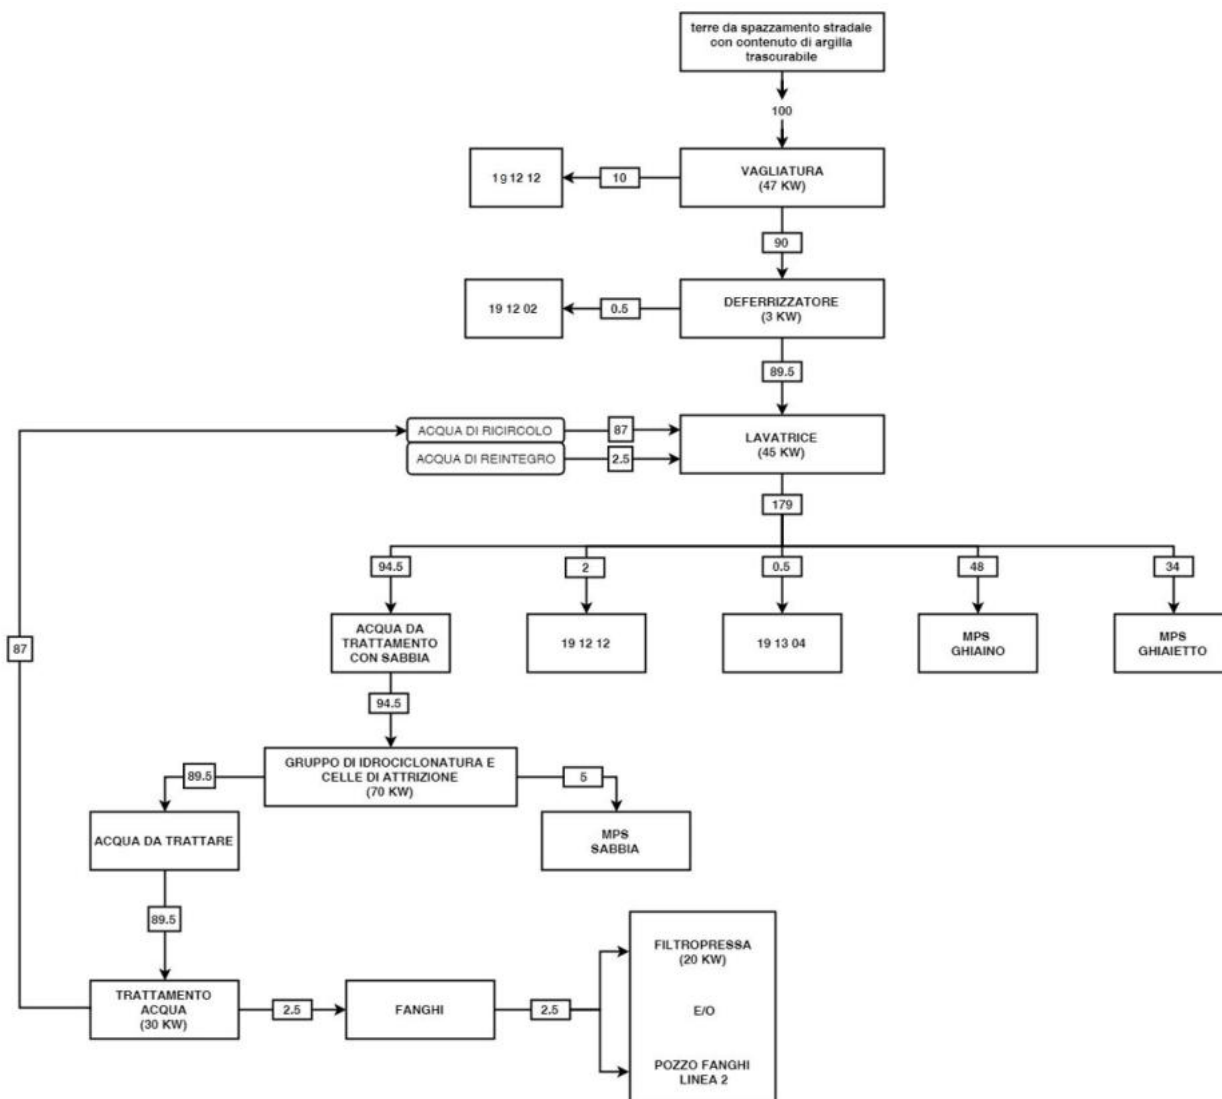 terre da spazzamento stradale
con contenuto di argilla
trascurabile
100
19 12 12
10
VAGLIATURA
(47 KW)
90
19 12 02
0.5
DEFERRIZZATORE
(3 KW)
89.5
ACQUA DI RICIRCOLO
87
ACQUA DI REINTEGRO
2.5
LAVATRICE
(45 KW)
179
94.5
2
0.5
48
34
87
ACQUA DA
TRATTAMENTO
CON SABBIA
19 12 12
19 13 04
MPS
GHIAINO
MPS
GHIAIETTO
94.5
89.5
GRUPPO DI IDROCICLONATURA E
CELLE DI ATTRIZIONE
(70 KW)
5
ACQUA DA TRATTARE
MPS
SABBIA
89.5
TRATTAMENTO
ACQUA
(30 KW)
2.5
FANGHI
2.5
FILTROPRESSA
(20 KW)
E/O
POZZO FANGHI
LINEA 2